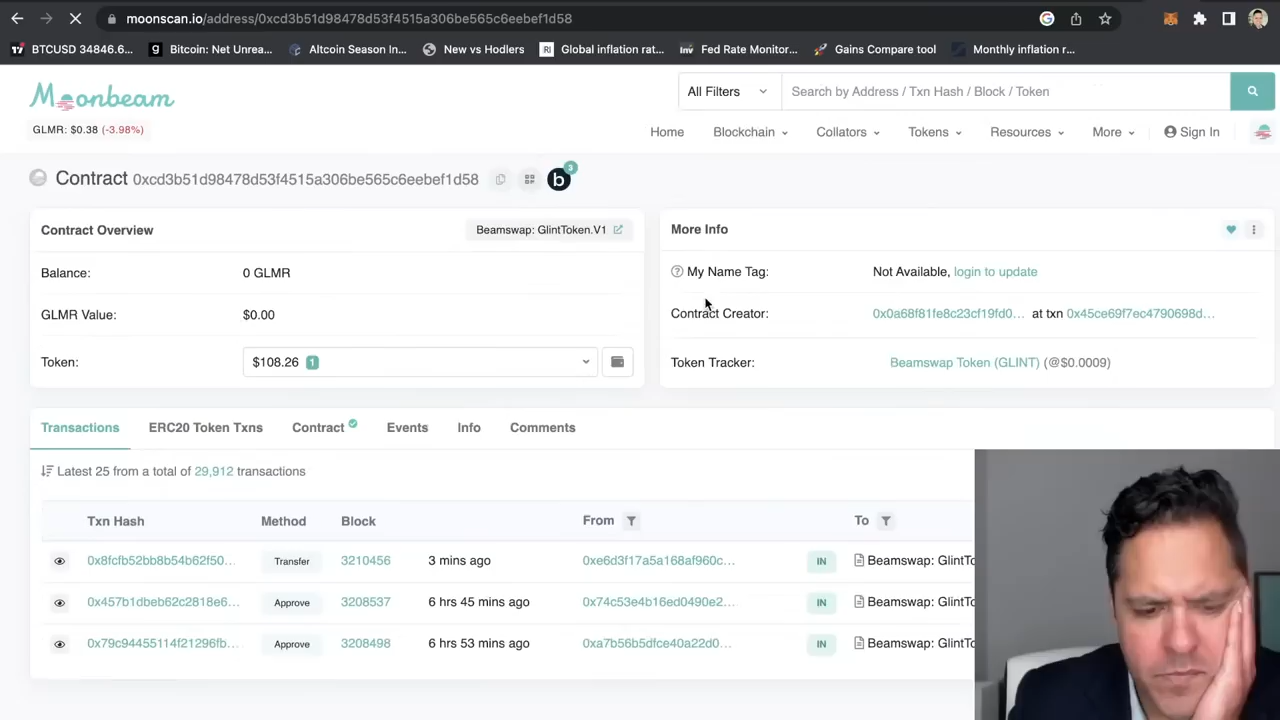 moonscan.io/address/0xcd3b51d98478d53f4515a306be565c6eebef1d58
BTCUSD 34846.6... Bitcoin: Net Unrea... Altcoin Season In... New vs Hodlers RI Global inflation rat... Inv Fed Rate Monitor... Gains Compare tool Monthly inflation r...
Moonbeam
All Filters Search by Address / Txn Hash / Block / Token
GLMR: $0.38 (-3.98%)
Home Blockchain Collators Tokens Resources More Sign In
Contract 0xcd3b51d98478d53f4515a306be565c6eebef1d58 b 3
Contract Overview Beamswap: GlintToken.V1
Balance: 0 GLMR
GLMR Value: $0.00
Token: $108.26 1
More Info
My Name Tag: Not Available, login to update
Contract Creator: 0x0a68f81fe8c23cf19fd0... at txn 0x45ce69f7ec4790698d...
Token Tracker: Beamswap Token (GLINT) (@$0.0009)
Transactions ERC20 Token Txns Contract Events Info Comments
Latest 25 from a total of 29,912 transactions
Txn Hash Method Block From To
0x8fcfb52bb8b54b62f50... Transfer 3210456 3 mins ago 0xe6d3f17a5a168af960c... IN Beamswap: GlintTo
0x457b1dbeb62c2818e6... Approve 3208537 6 hrs 45 mins ago 0x74c53e4b16ed0490e2... IN Beamswap: GlintTo
0x79c94455114f21296fb... Approve 3208498 6 hrs 53 mins ago 0xa7b56b5dfce40a22d0... IN Beamswap: GlintTo